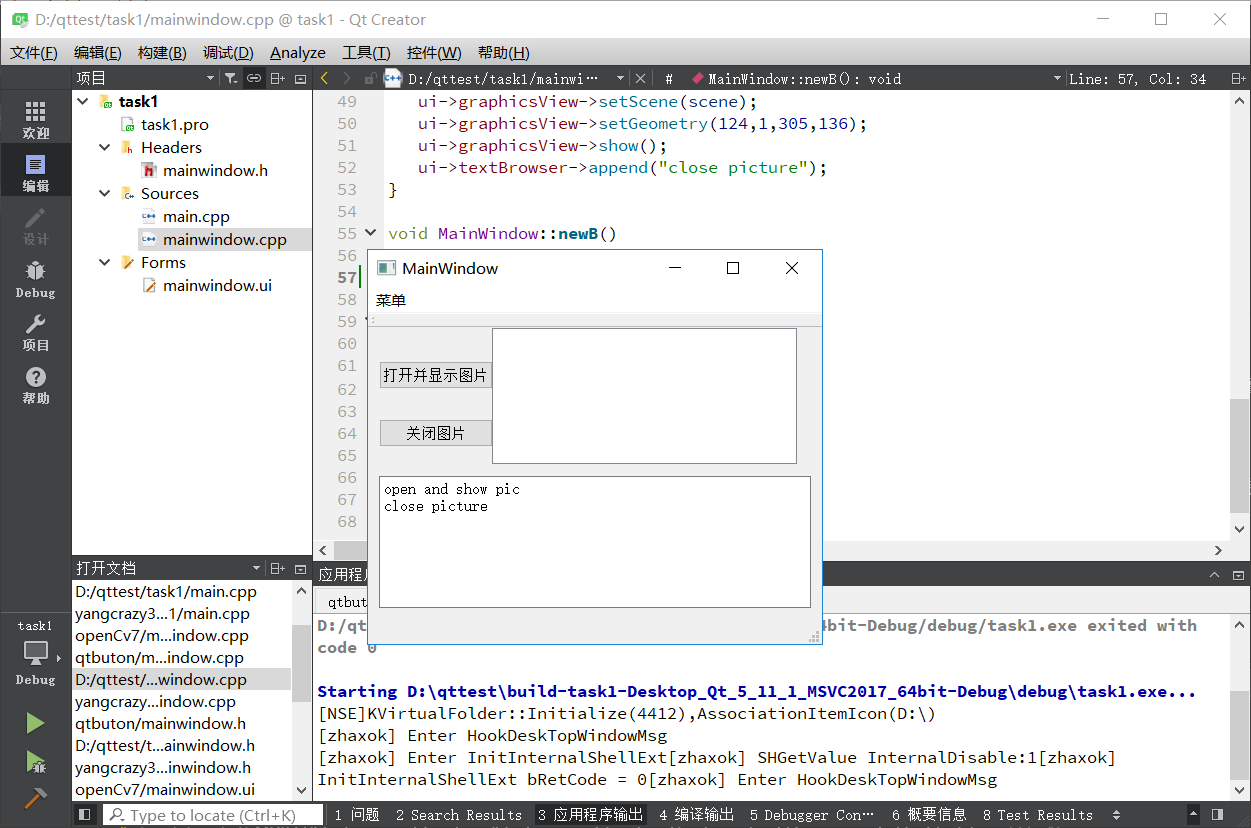 D:/qttest/task1/mainwindow.cpp @ task1 - Qt Creator
文件(F) 编辑(E) 构建(B) 调试(D) Analyze 工具(T) 控件(W) 帮助(H)
项目
D:/qttest/task1/mainwi··· # MainWindow::newB(): void Line: 57, Col: 34
欢迎
编辑
设计
Debug
项目
帮助
task1
task1.pro
Headers
mainwindow.h
Sources
main.cpp
mainwindow.cpp
Forms
mainwindow.ui
49 ui->graphicsView->setScene(scene);
50 ui->graphicsView->setGeometry(124,1,305,136);
51 ui->graphicsView->show();
52 ui->textBrowser->append("close picture");
53 }
54
55 void MainWindow::newB()
56
57
58
59
60
61
62
63
64
65
66
67
68
MainWindow
菜单
打开并显示图片
关闭图片
open and show pic
close picture
打开文档
D:/qttest/task1/main.cpp
yangcrazy3...1/main.cpp
openCv7/m...indow.cpp
qtbuton/m...indow.cpp
D:/qttest/...window.cpp
yangcrazy...indow.cpp
qtbuton/mainwindow.h
D:/qttest/t...ainwindow.h
yangcrazy3...inwindow.h
openCv7/mainwindow.ui
task1
Debug
应用程
qtbut
D:/qt 4bit-Debug/debug/task1.exe exited with
code 0
Starting D:\qttest\build-task1-Desktop_Qt_5_11_1_MSVC2017_64bit-Debug\debug\task1.exe...
[NSE]KVirtualFolder::Initialize(4412),AssociationItemIcon(D:\)
[zhaxok] Enter HookDeskTopWindowMsg
[zhaxok] Enter InitInternalShellExt[zhaxok] SHGetValue InternalDisable:1[zhaxok]
InitInternalShellExt bRetCode = 0[zhaxok] Enter HookDeskTopWindowMsg
Type to locate (Ctrl+K) 1 问题 2 Search Results 3 应用程序输出 4 编译输出 5 Debugger Con··· 6 概要信息 8 Test Results